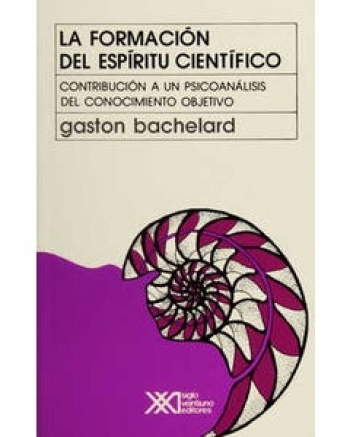 LA FORMACIÓN
DEL ESPÍRITU CIENTÍFICO
CONTRIBUCIÓN A UN PSICOANÁLISIS
DEL CONOCIMIENTO OBJETIVO
gaston bachelard
siglo
veintiuno
editores